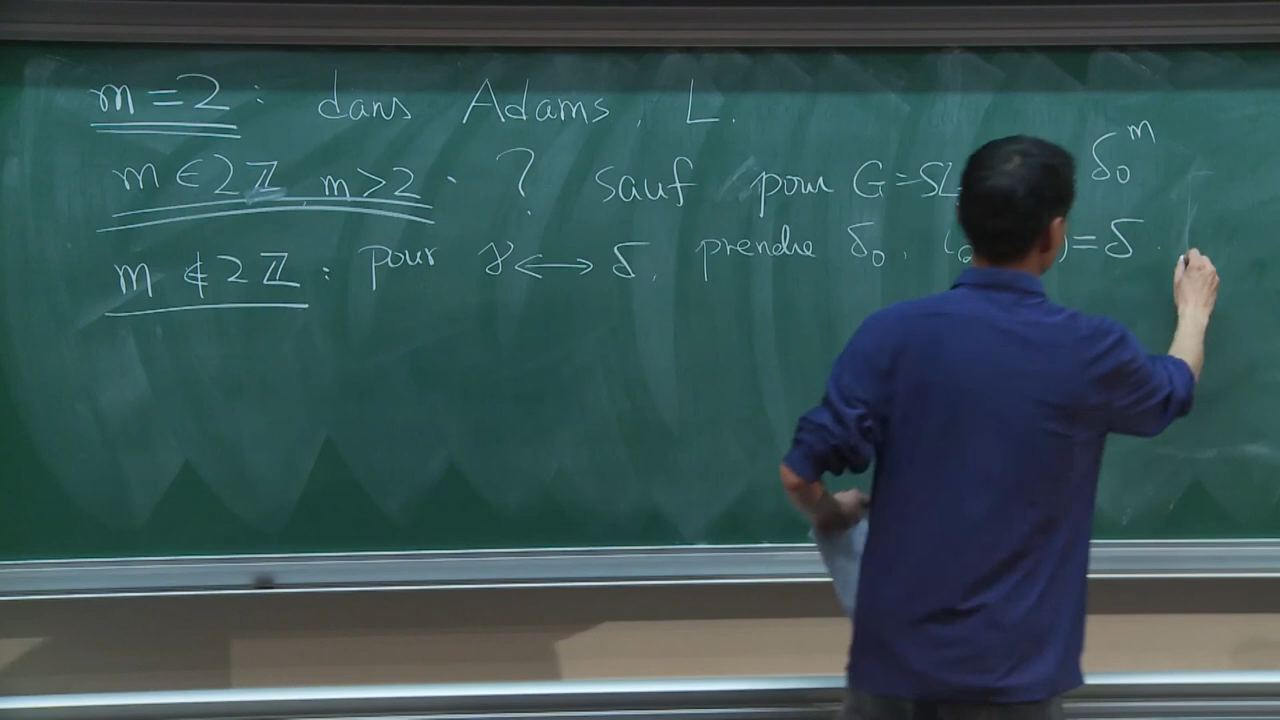 m = 2 : dans Adams, L.
m ∈ 2ℤ m > 2 . ? sauf pour G = SL δ₀ᵐ
m ∉ 2ℤ : pour γ ↔ δ, prendre δ₀, ) = δ.